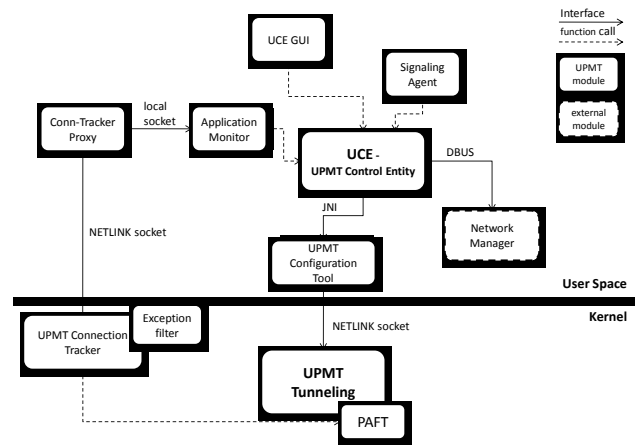 Interface
function call
UPMT
module
external
module
UCE GUI
Signaling
Agent
Conn-Tracker
Proxy
local
socket
Application
Monitor
UCE -
UPMT Control Entity
DBUS
JNI
Network
Manager
NETLINK socket
UPMT
Configuration
Tool
User Space
Kernel
Exception
filter
UPMT Connection
Tracker
NETLINK socket
UPMT
Tunneling
PAFT